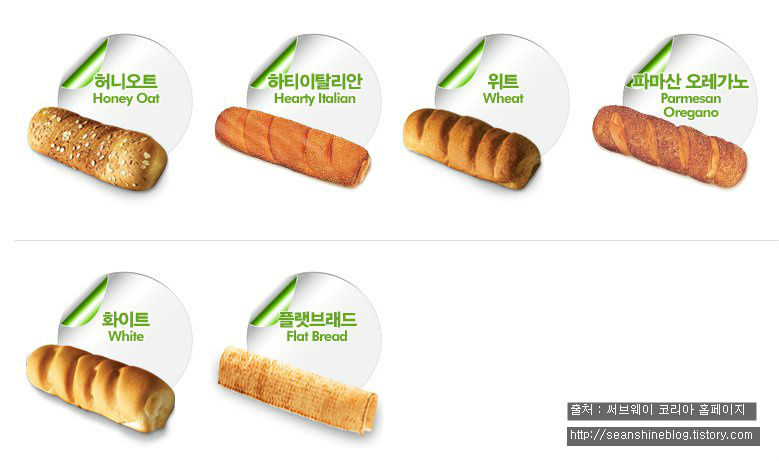 허니오트
Honey Oat
하티이탈리안
Hearty Italian
위트
Wheat
파마산 오레가노
Parmesan
Oregano
화이트
White
플랫브래드
Flat Bread
출처 : 써브웨이 코리아 홈페이지
http://seanshineblog.tistory.com